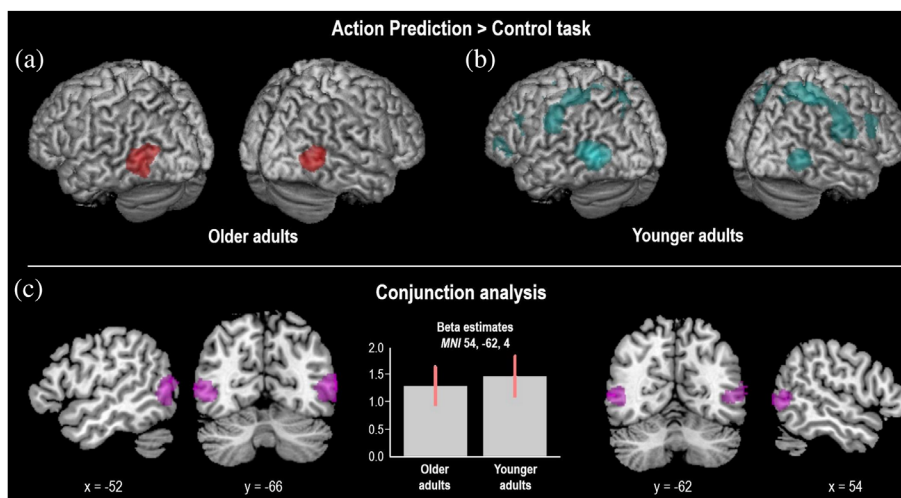 Action Prediction > Control task
(a)
(b)
Older adults
Younger adults
(c)
Conjunction analysis
Beta estimates
MNI 54, -62, 4
2.0
1.5
1.0
0.5
0.0
Older
adults
Younger
adults
x = -52
y = -66
y = -62
x = 54